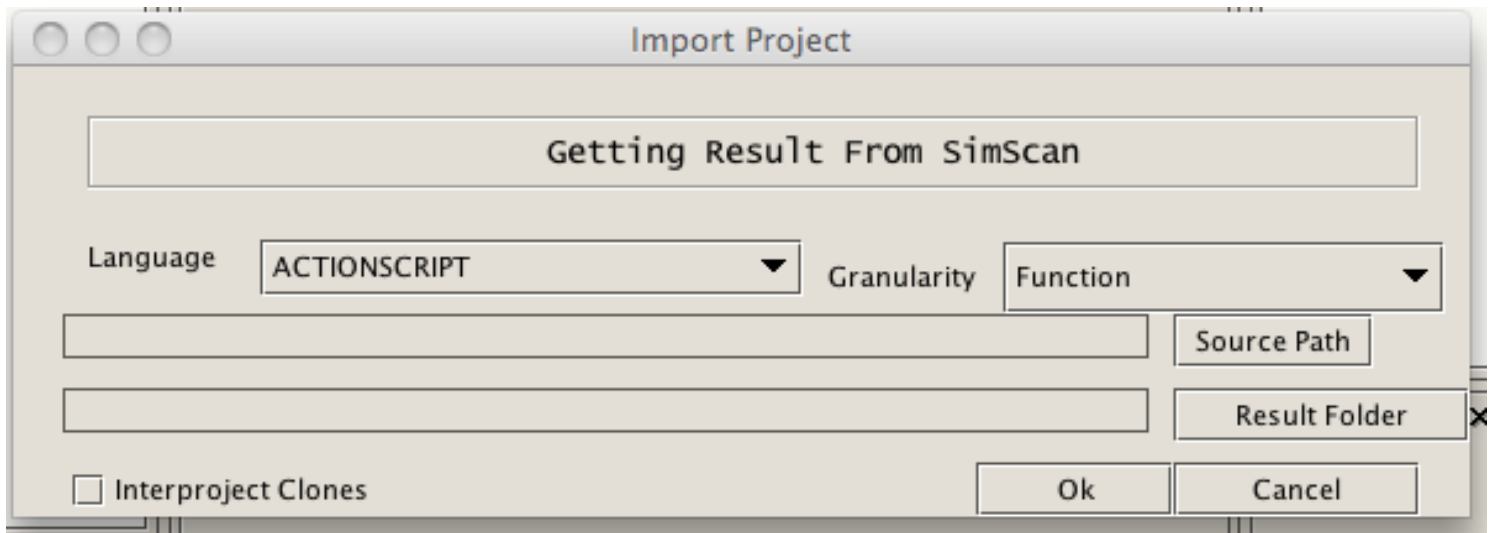 Import Project
Getting Result From SimScan
Language ACTIONSCRIPT Granularity Function
Source Path
Result Folder
Interproject Clones Ok Cancel